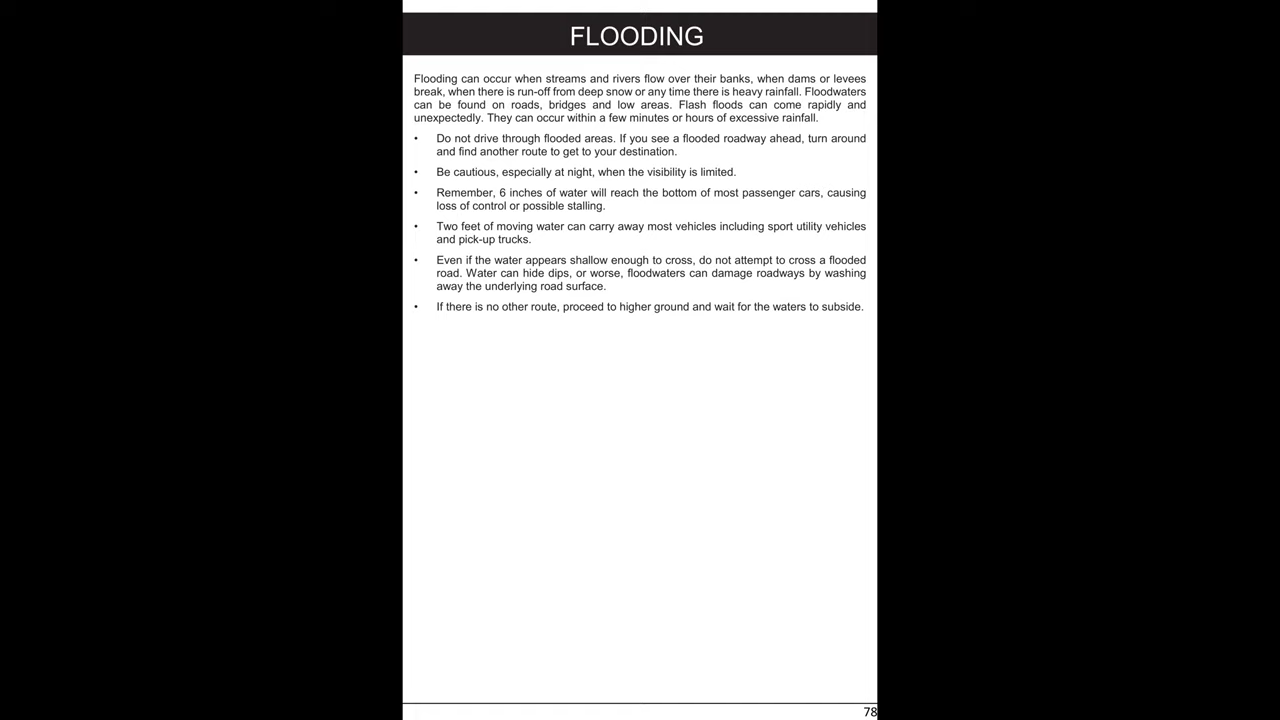 FLOODING
Flooding can occur when streams and rivers flow over their banks, when dams or levees
break, when there is run-off from deep snow or any time there is heavy rainfall. Floodwaters
can be found on roads, bridges and low areas. Flash floods can come rapidly and
unexpectedly. They can occur within a few minutes or hours of excessive rainfall.
• Do not drive through flooded areas. If you see a flooded roadway ahead, turn around
and find another route to get to your destination.
• Be cautious, especially at night, when the visibility is limited.
• Remember, 6 inches of water will reach the bottom of most passenger cars, causing
loss of control or possible stalling.
• Two feet of moving water can carry away most vehicles including sport utility vehicles
and pick-up trucks.
• Even if the water appears shallow enough to cross, do not attempt to cross a flooded
road. Water can hide dips, or worse, floodwaters can damage roadways by washing
away the underlying road surface.
• If there is no other route, proceed to higher ground and wait for the waters to subside.
78